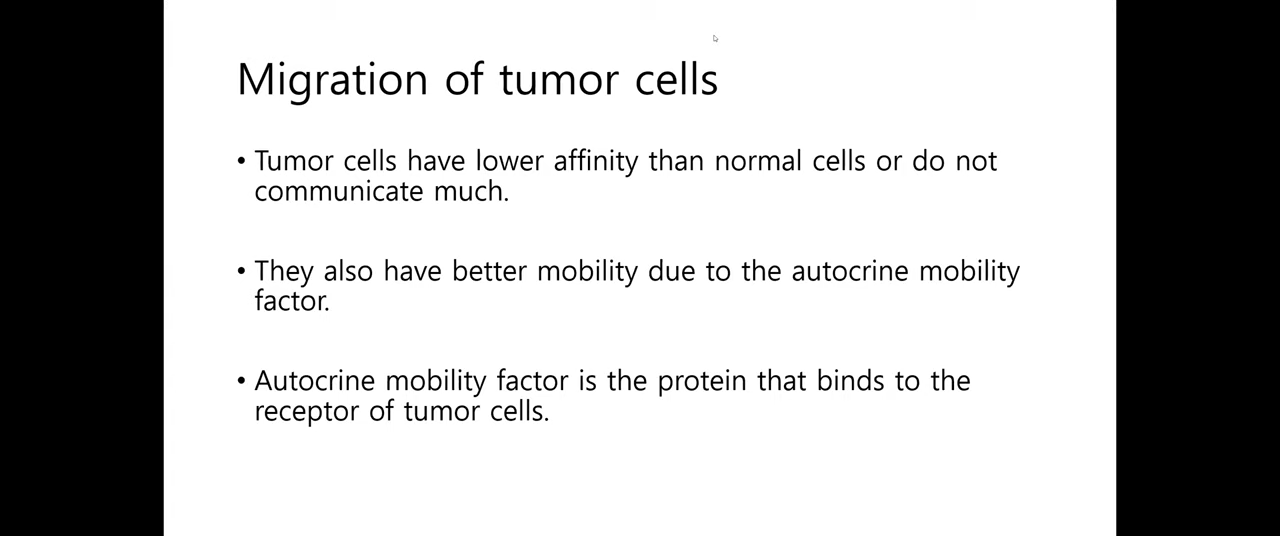 Migration of tumor cells
• Tumor cells have lower affinity than normal cells or do not
communicate much.
• They also have better mobility due to the autocrine mobility
factor.
• Autocrine mobility factor is the protein that binds to the
receptor of tumor cells.